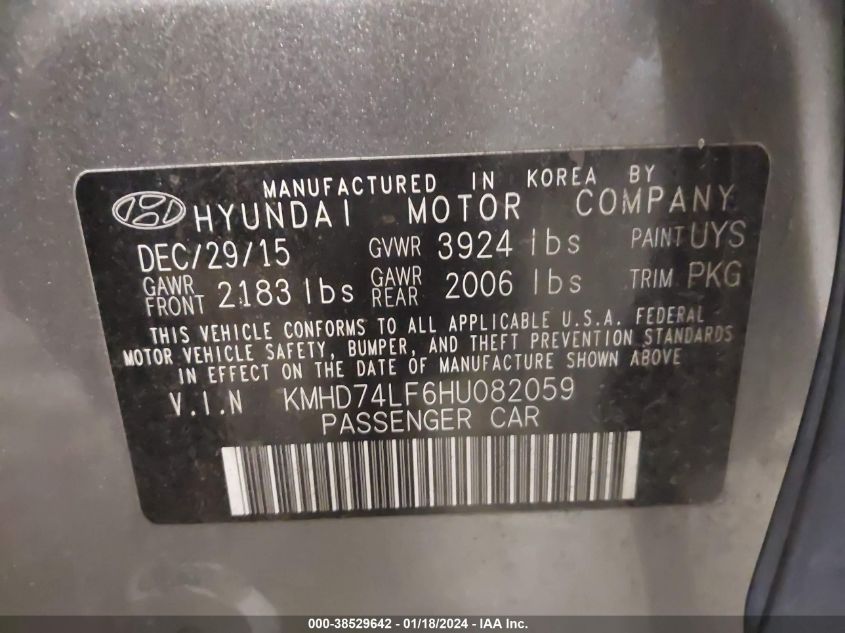 MANUFACTURED IN KOREA BY
HYUNDAI MOTOR COMPANY
DEC/29/15 GVWR 3924 lbs PAINT UYS
GAWR FRONT 2183 lbs GAWR REAR 2006 lbs TRIM PKG
THIS VEHICLE CONFORMS TO ALL APPLICABLE U.S.A. FEDERAL
MOTOR VEHICLE SAFETY, BUMPER, AND THEFT PREVENTION STANDARDS
IN EFFECT ON THE DATE OF MANUFACTURE SHOWN ABOVE
V.I.N KMHD74LF6HU082059
PASSENGER CAR
000-38529642 - 01/18/2024 - IAA Inc.